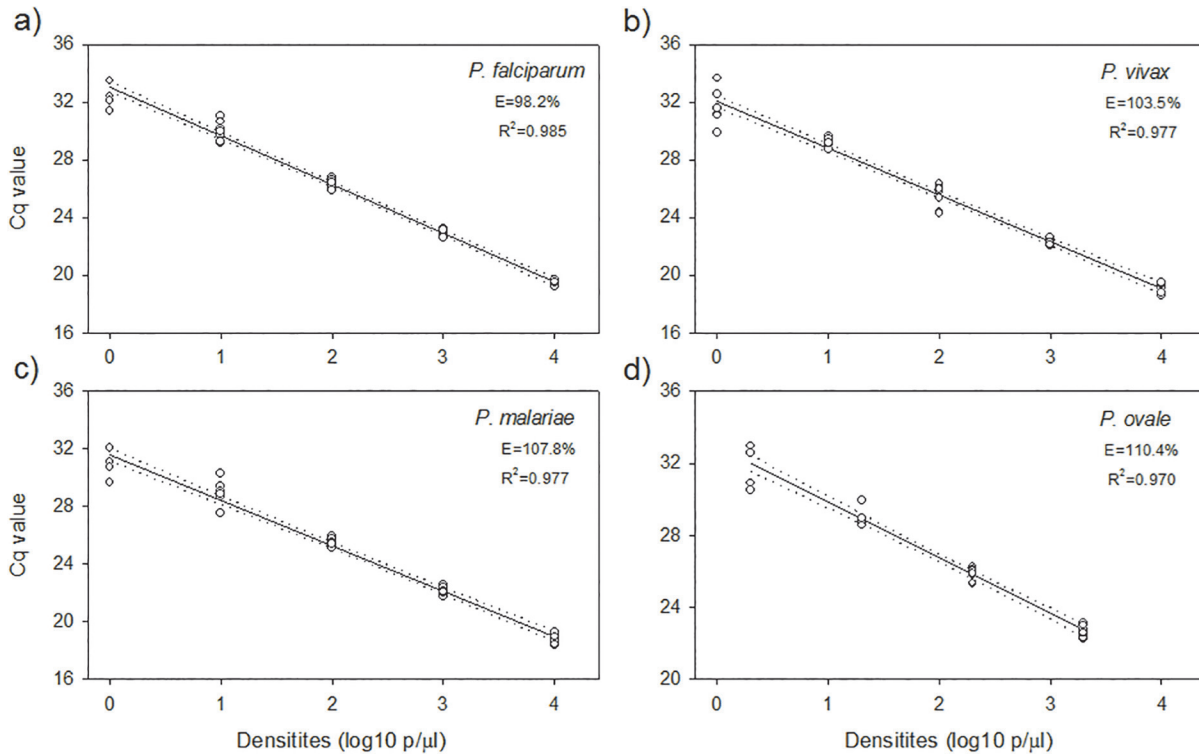 a)
36
32
28
24
20
16
Cq value
P. falciparum
E=98.2%
R²=0.985
0 1 2 3 4
b)
36
32
28
24
20
16
P. vivax
E=103.5%
R²=0.977
0 1 2 3 4
c)
36
32
28
24
20
16
Cq value
P. malariae
E=107.8%
R²=0.977
0 1 2 3 4
Densitites (log10 p/μl)
d)
36
32
28
24
20
P. ovale
E=110.4%
R²=0.970
0 1 2 3 4
Densitites (log10 p/μl)